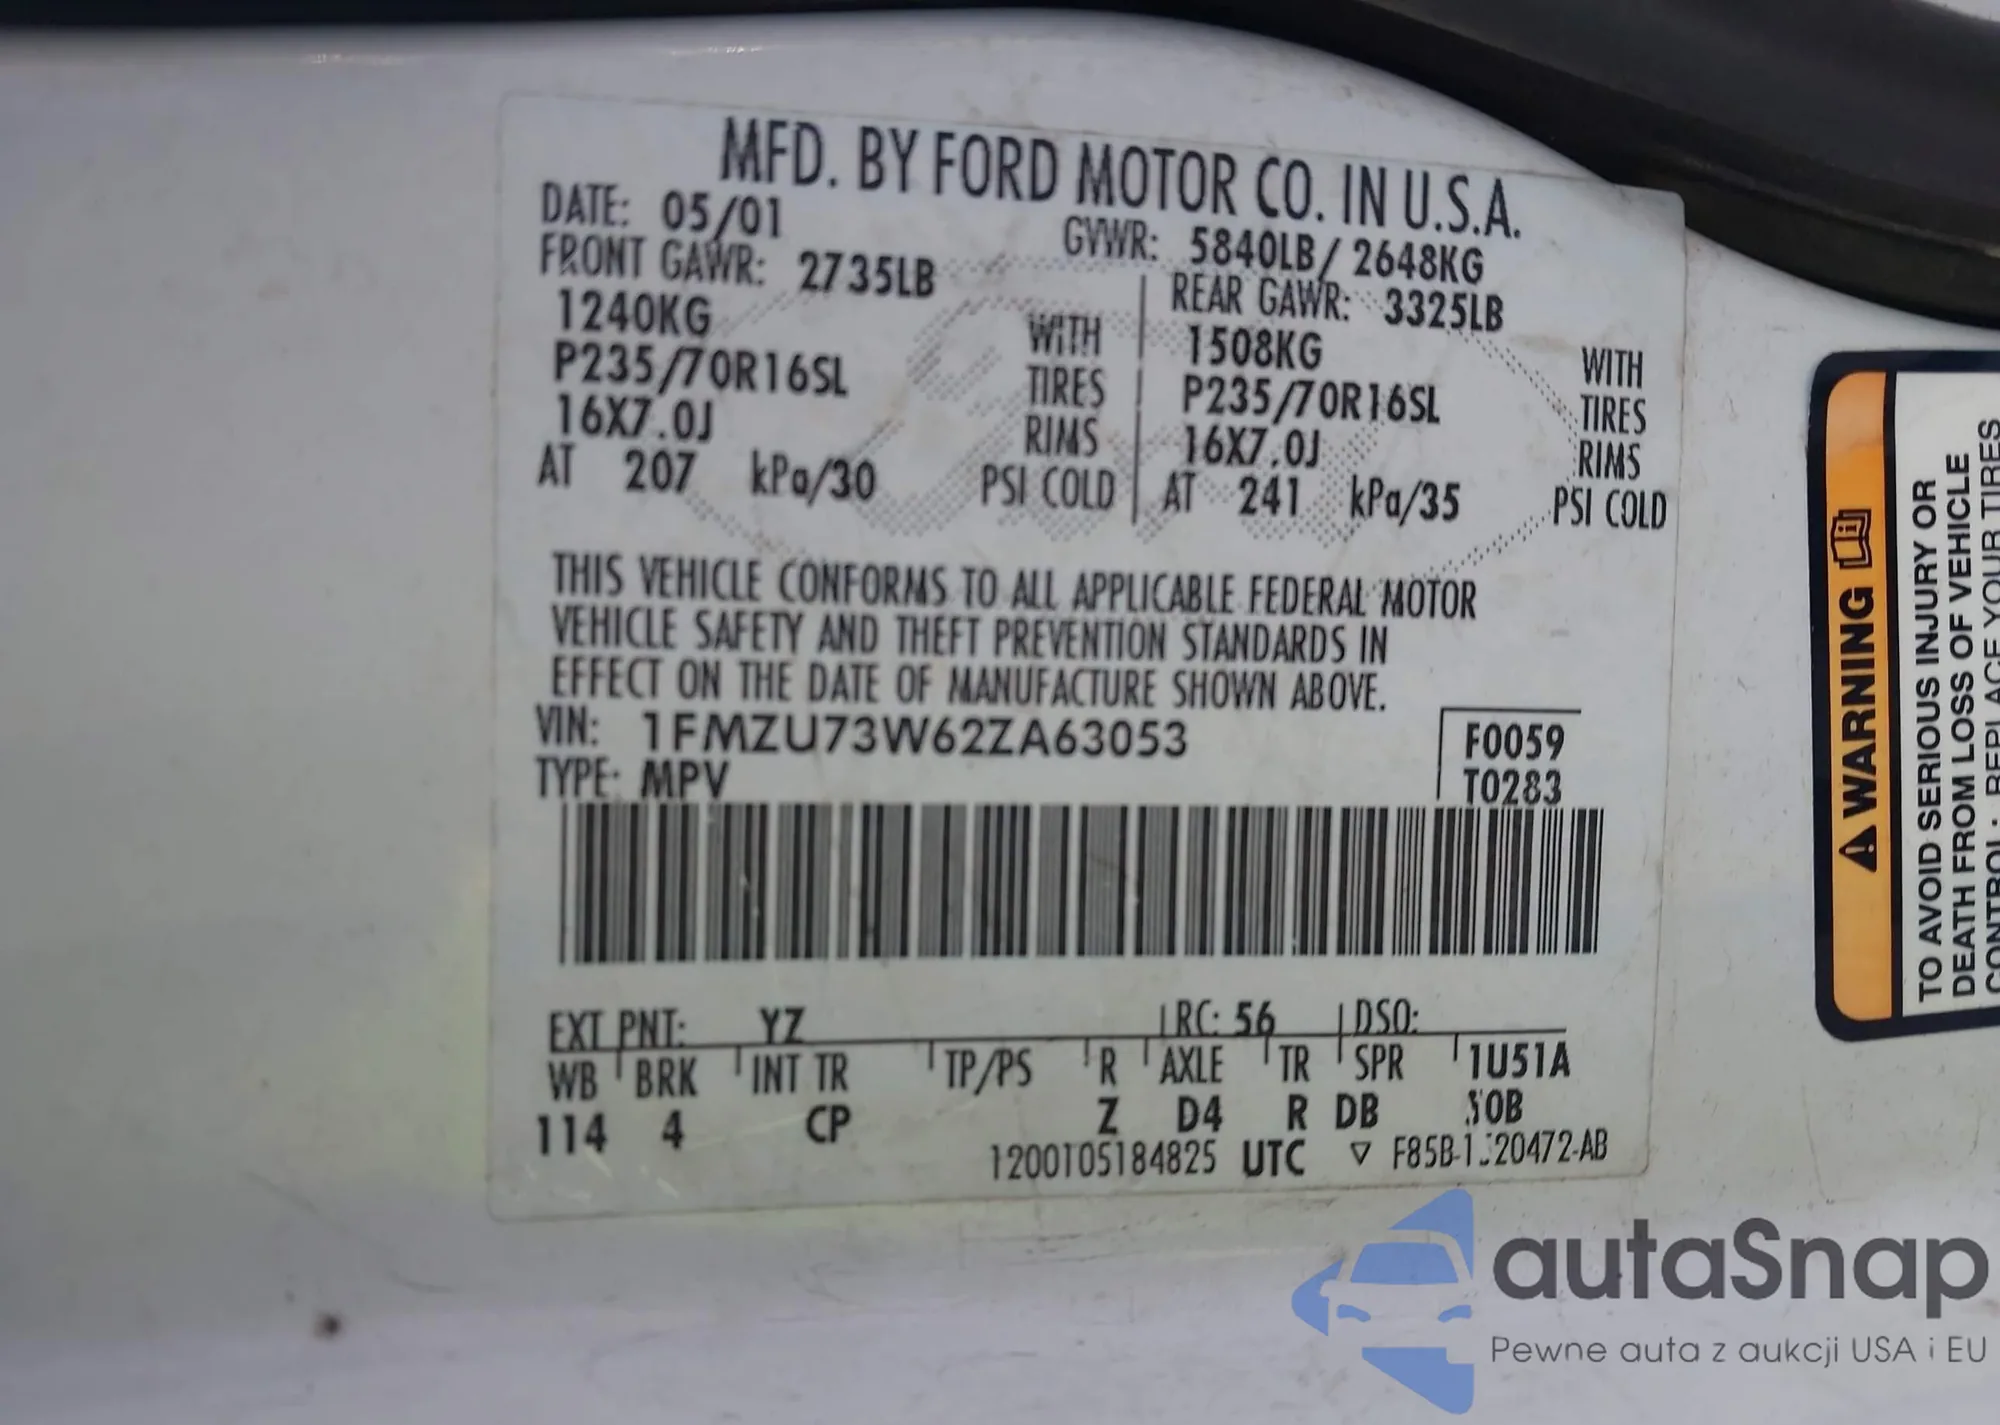 MFD. BY FORD MOTOR CO. IN U.S.A.
DATE: 05/01 GVWR: 5840LB/ 2648KG
FRONT GAWR: 2735LB REAR GAWR: 3325LB
1240KG WITH 1508KG WITH
P235/70R16SL TIRES P235/70R16SL TIRES
16X7.0J RIMS 16X7.0J RIMS
AT 207 kPa/30 PSI COLD AT 241 kPa/35 PSI COLD
THIS VEHICLE CONFORMS TO ALL APPLICABLE FEDERAL MOTOR
VEHICLE SAFETY AND THEFT PREVENTION STANDARDS IN
EFFECT ON THE DATE OF MANUFACTURE SHOWN ABOVE.
VIN: 1FMZU73W62ZA63053 F0059
TYPE: MPV T0283
EXT PNT: YZ RC: 56 DSO:
WB BRK INT TR TP/PS R AXLE TR SPR 1U51A
114 4 CP Z D4 R DB
1200T05184825 UTC ▽
WARNING
TO AVOID SERIOUS INJURY OR
DEATH FROM LOSS OF VEHICLE
CONTROL: REPLACE YOUR TIRES
autaSnap
Pewne auta z aukcji USA i EU